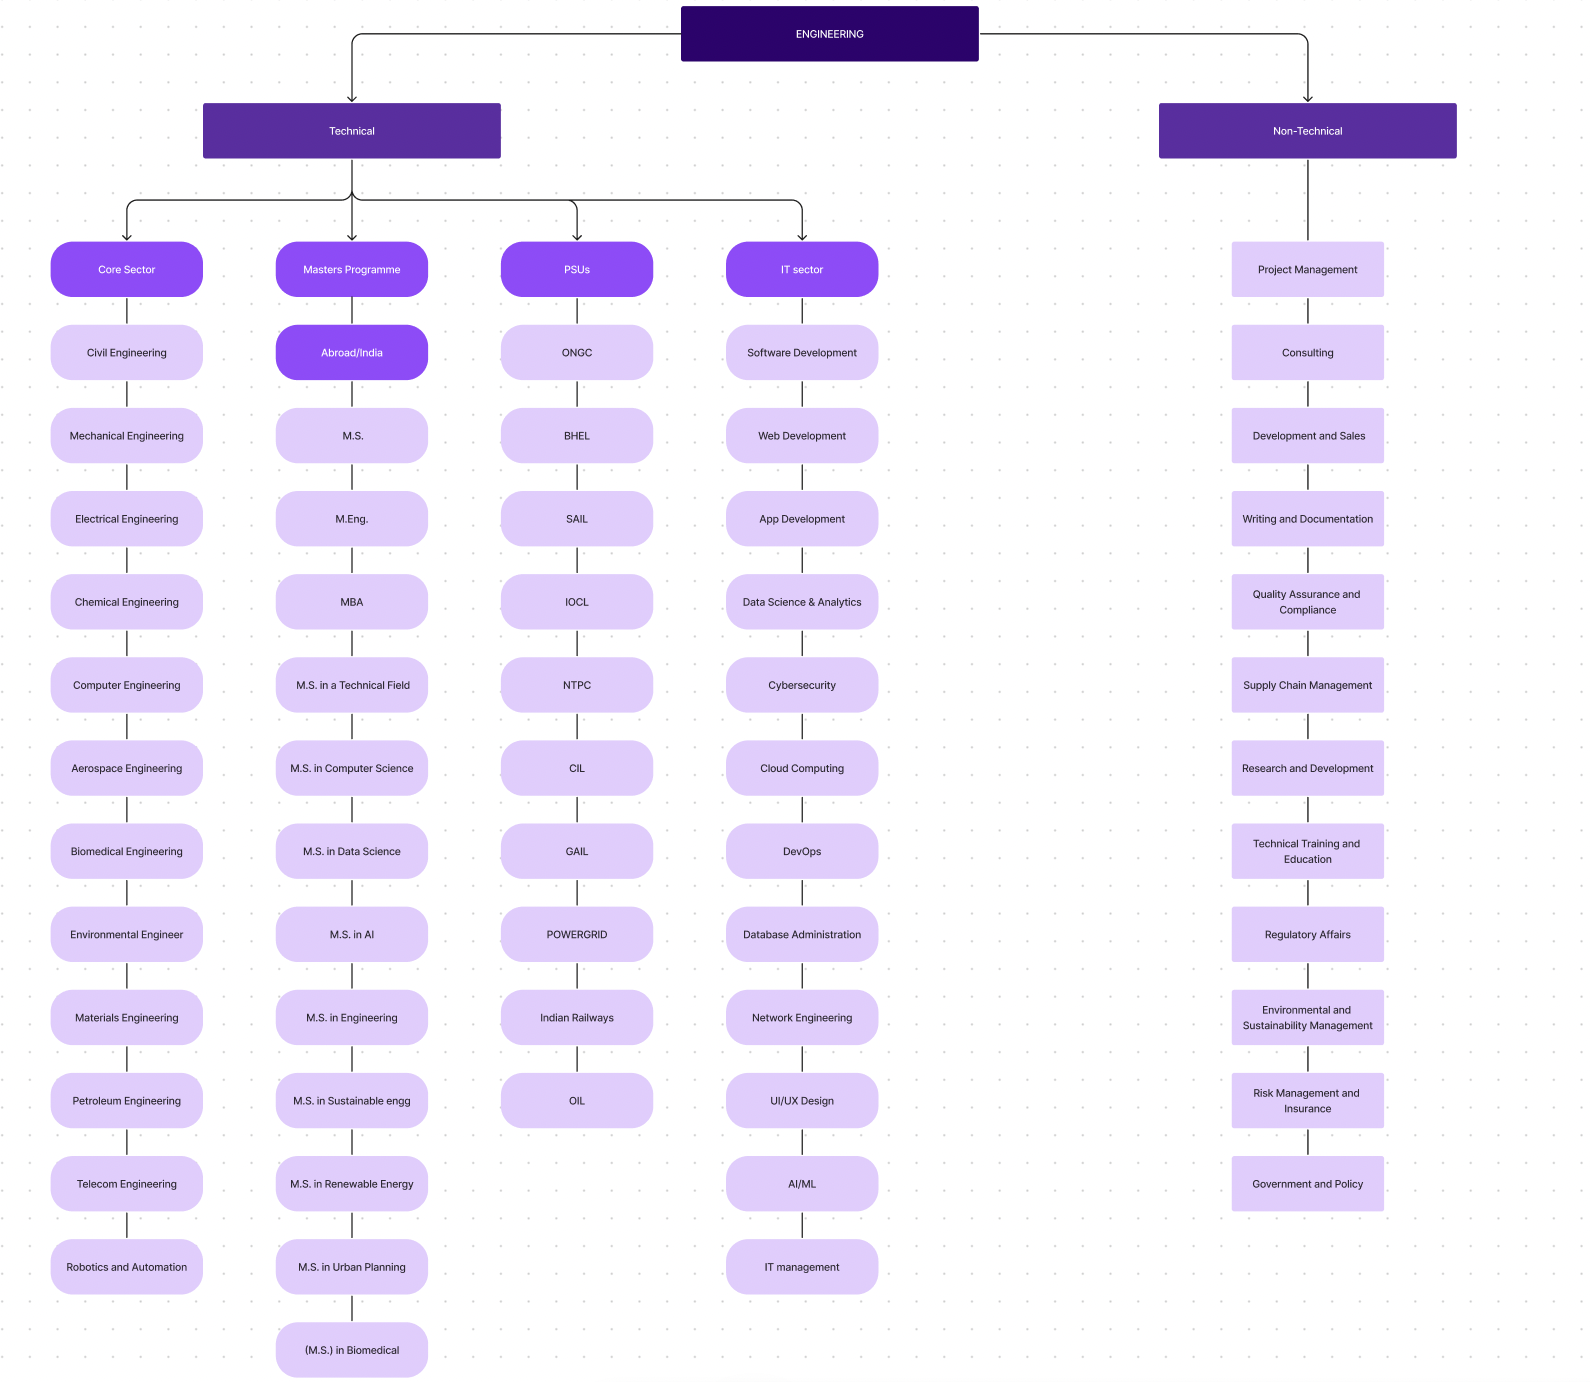 ENGINEERING
Technical
Non-Technical
Core Sector
Civil Engineering
Mechanical Engineering
Electrical Engineering
Chemical Engineering
Computer Engineering
Aerospace Engineering
Biomedical Engineering
Environmental Engineer
Materials Engineering
Petroleum Engineering
Telecom Engineering
Robotics and Automation
Masters Programme
Abroad/India
M.S.
M.Eng.
MBA
M.S. in a Technical Field
M.S. in Computer Science
M.S. in Data Science
M.S. in AI
M.S. in Engineering
M.S. in Sustainable engg
M.S. in Renewable Energy
M.S. in Urban Planning
(M.S.) in Biomedical
PSUs
ONGC
BHEL
SAIL
IOCL
NTPC
CIL
GAIL
POWERGRID
Indian Railways
OIL
IT sector
Software Development
Web Development
App Development
Data Science & Analytics
Cybersecurity
Cloud Computing
DevOps
Database Administration
Network Engineering
UI/UX Design
AI/ML
IT management
Project Management
Consulting
Development and Sales
Writing and Documentation
Quality Assurance and
Compliance
Supply Chain Management
Research and Development
Technical Training and
Education
Regulatory Affairs
Environmental and
Sustainability Management
Risk Management and
Insurance
Government and Policy